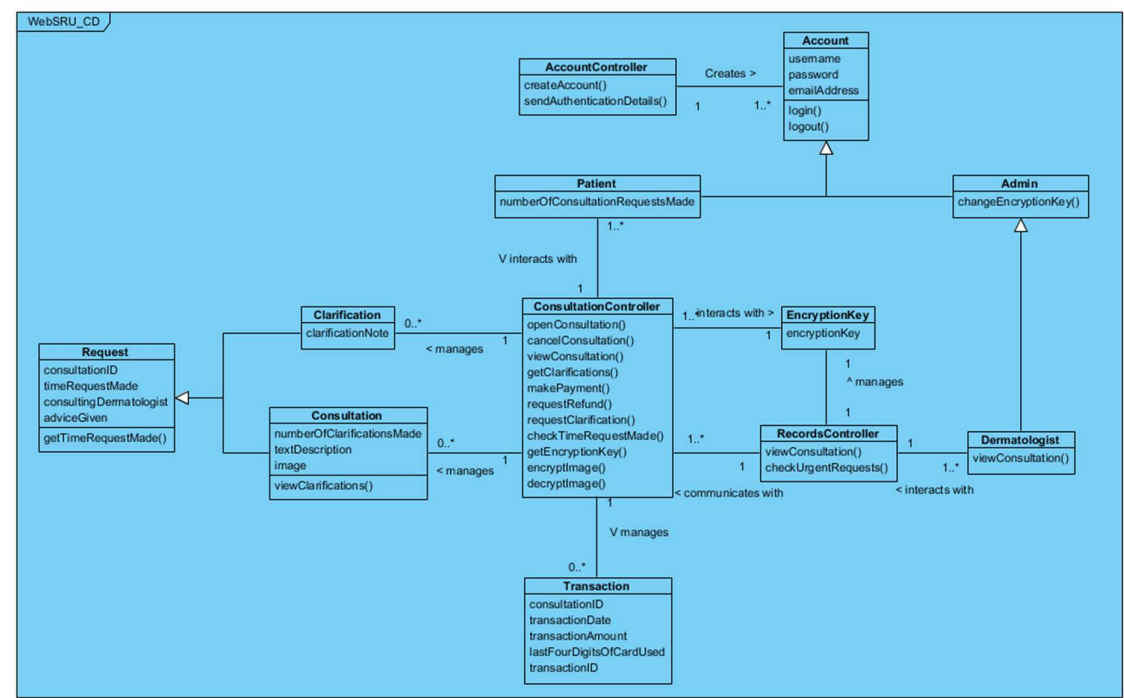 WebSRU_CD
Account
username
password
emailAddress
login()
logout()
AccountController
createAccount()
sendAuthenticationDetails()
Creates >
1
1..*
Patient
numberOfConsultationRequestsMade
Admin
changeEncryptionKey()
1..*
V interacts with
1
ConsultationController
openConsultation()
cancelConsultation()
viewConsultation()
getClarifications()
makePayment()
requestRefund()
requestClarification()
checkTimeRequestMade()
getEncryptionKey()
encryptImage()
decryptImage()
Clarification
clarificationNote
0..*
1
< manages
Request
consultationID
timeRequestMade
consultingDermatologist
adviceGiven
getTimeRequestMade()
Consultation
numberOfClarificationsMade
textDescription
image
viewClarifications()
0..*
1
< manages
1..*
interacts with >
1
EncryptionKey
encryptionKey
1
^ manages
1
RecordsController
viewConsultation()
checkUrgentRequests()
1..*
1
< communicates with
1
1..*
< interacts with
Dermatologist
viewConsultation()
1
V manages
0..*
Transaction
consultationID
transactionDate
transactionAmount
lastFourDigitsOfCardUsed
transactionID